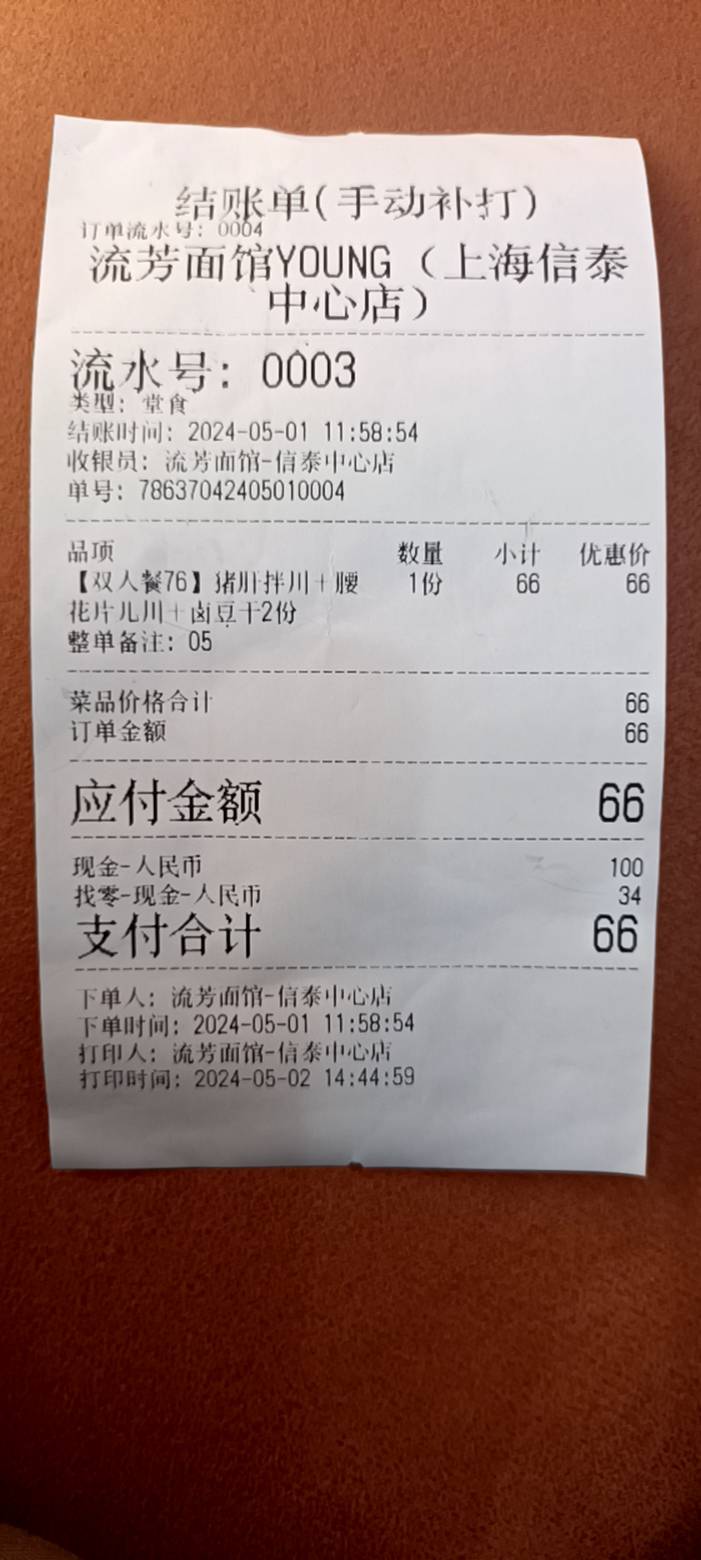 结账单(手动补打)
订单流水号: 0004
流芳面馆YOUNG（上海信泰
中心店）
流水号: 0003
类型: 堂食
结账时间: 2024-05-01 11:58:54
收银员: 流芳面馆-信泰中心店
单号: 78637042405010004
品项 数量 小计 优惠价
【双人餐76】猪肝拌川+腰 1份 66 66
花片儿川+卤豆干2份
整单备注: 05
菜品价格合计 66
订单金额 66
应付金额 66
现金-人民币 100
找零-现金-人民币 34
支付合计 66
下单人: 流芳面馆-信泰中心店
下单时间: 2024-05-01 11:58:54
打印人: 流芳面馆-信泰中心店
打印时间: 2024-05-02 14:44:59